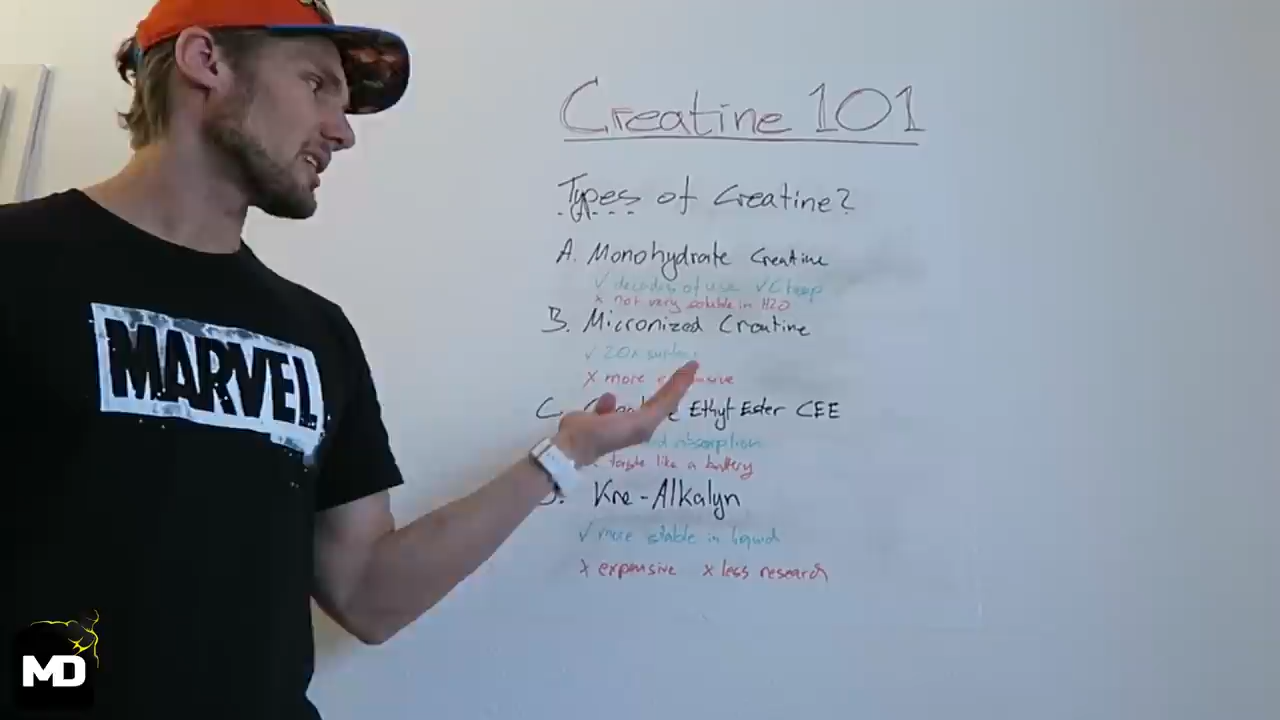 Creatine 101
Types of Creatine?
A. Monohydrate Creatine
✓ decades of use ✓ Cheap
x not very soluble in H2O
B. Micronized Creatine
✓ 20x
x more
C. Ethyl Ester CEE
absorption
taste like a battery
Kre-Alkalyn
✓ more stable in liquid
x expensive x less research
MARVEL
MD